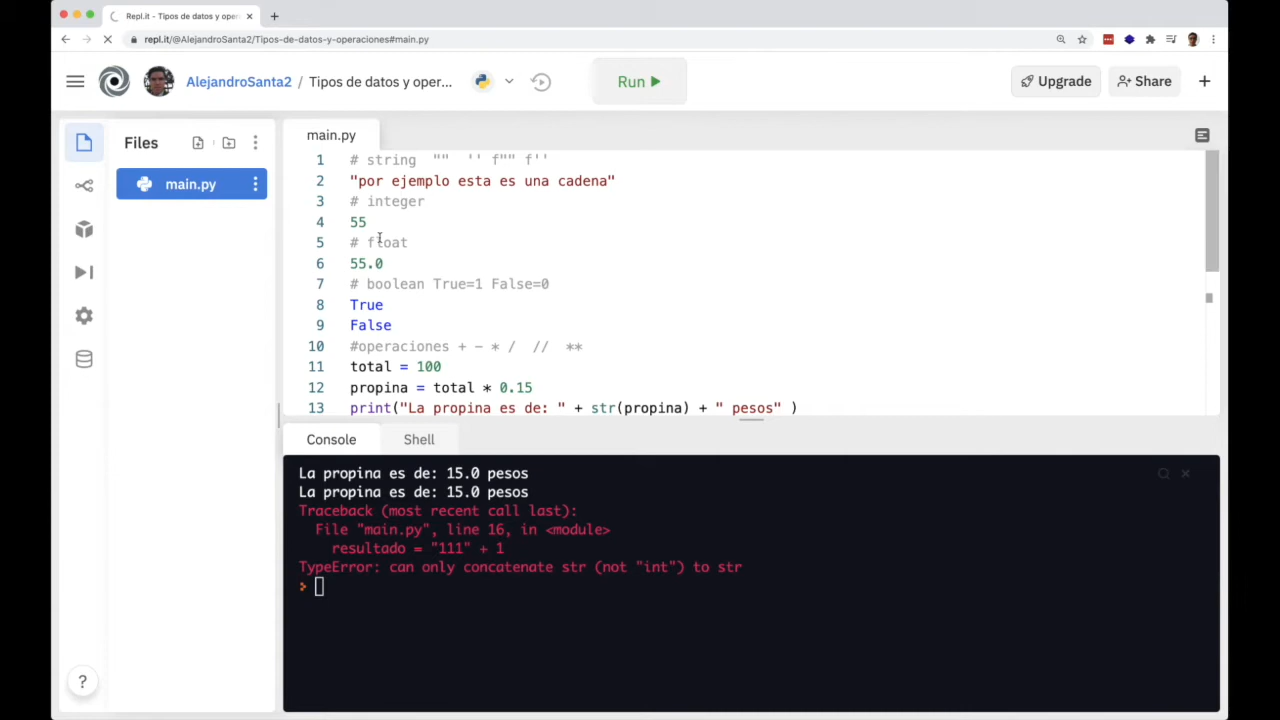 Repl.it - Tipos de datos y oper
repl.it/@AlejandroSanta2/Tipos-de-datos-y-operaciones#main.py
AlejandroSanta2 / Tipos de datos y oper... Run Upgrade Share +
Files
main.py
main.py
1 # string "" '' f"" f''
2 "por ejemplo esta es una cadena"
3 # integer
4 55
5 # float
6 55.0
7 # boolean True=1 False=0
8 True
9 False
10 #operaciones + - * / // **
11 total = 100
12 propina = total * 0.15
13 print("La propina es de: " + str(propina) + " pesos" )
Console Shell
La propina es de: 15.0 pesos
La propina es de: 15.0 pesos
Traceback (most recent call last):
File "main.py", line 16, in <module>
resultado = "111" + 1
TypeError: can only concatenate str (not "int") to str
?